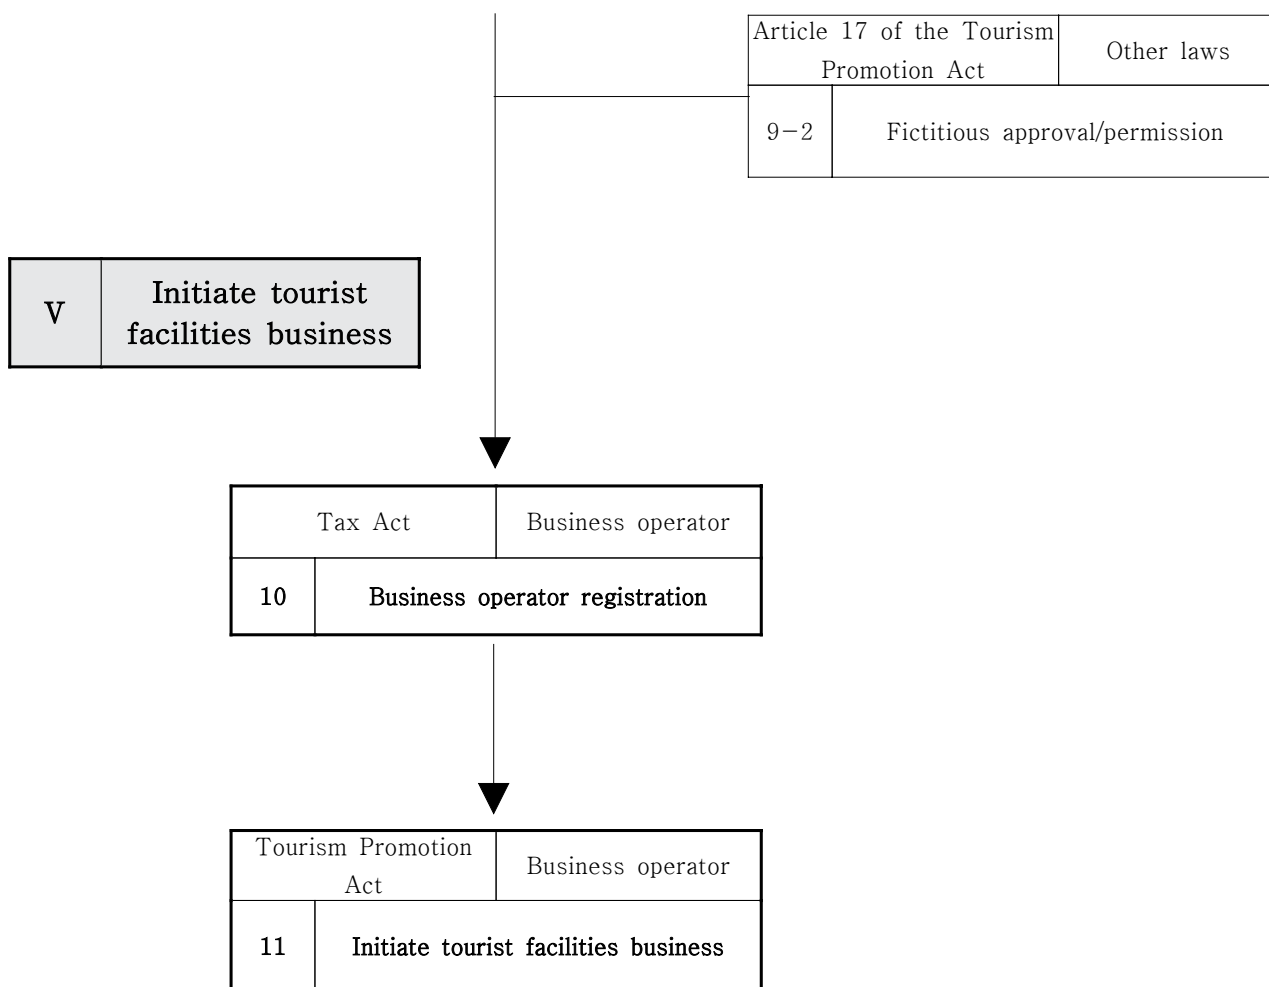 Article 17 of the Tourism
Promotion Act
Other laws
9-2
Fictitious approval/permission
V
Initiate tourist
facilities business
Tax Act
Business operator
10
Business operator registration
Tourism Promotion
Act
Business operator
11
Initiate tourist facilities business